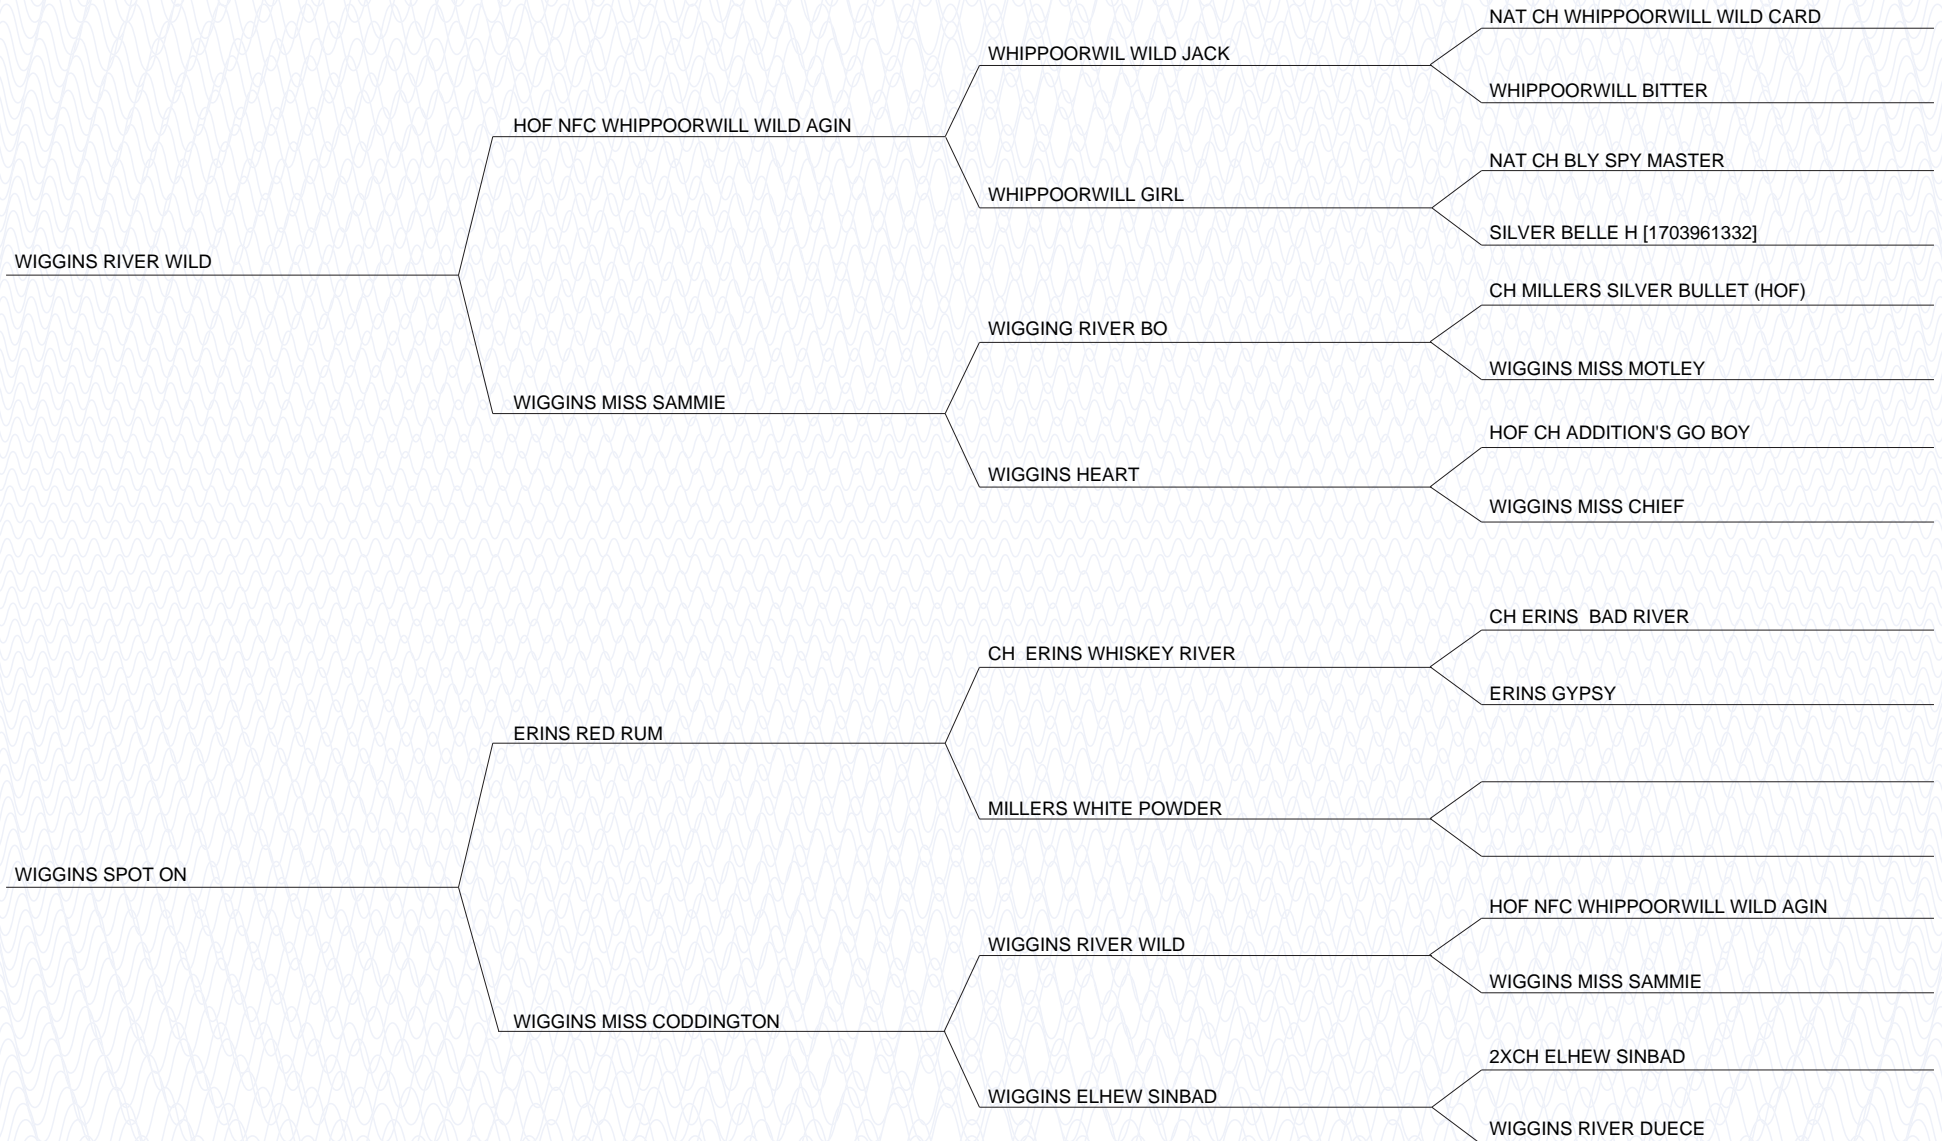 NAT CH WHIPPOORWILL WILD CARD
WHIPPOORWIL WILD JACK
WHIPPOORWILL BITTER
HOF NFC WHIPPOORWILL WILD AGIN
NAT CH BLY SPY MASTER
WHIPPOORWILL GIRL
SILVER BELLE H [1703961332]
WIGGINS RIVER WILD
CH MILLERS SILVER BULLET (HOF)
WIGGING RIVER BO
WIGGINS MISS MOTLEY
WIGGINS MISS SAMMIE
HOF CH ADDITION'S GO BOY
WIGGINS HEART
WIGGINS MISS CHIEF
CH ERINS  BAD RIVER
CH  ERINS WHISKEY RIVER
ERINS GYPSY
ERINS RED RUM
MILLERS WHITE POWDER
WIGGINS SPOT ON
HOF NFC WHIPPOORWILL WILD AGIN
WIGGINS RIVER WILD
WIGGINS MISS SAMMIE
WIGGINS MISS CODDINGTON
2XCH ELHEW SINBAD
WIGGINS ELHEW SINBAD
WIGGINS RIVER DUECE